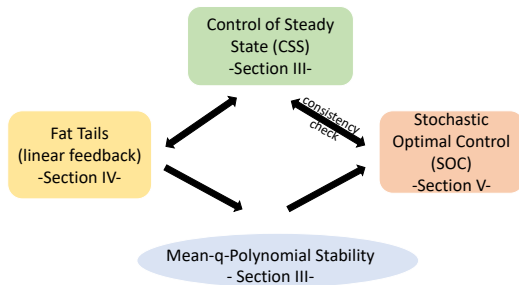 Control of Steady
State (CSS)
-Section III-
consistency
check
Fat Tails
(linear feedback)
-Section IV-
Stochastic
Optimal Control
(SOC)
-Section V-
Mean-q-Polynomial Stability
- Section III-